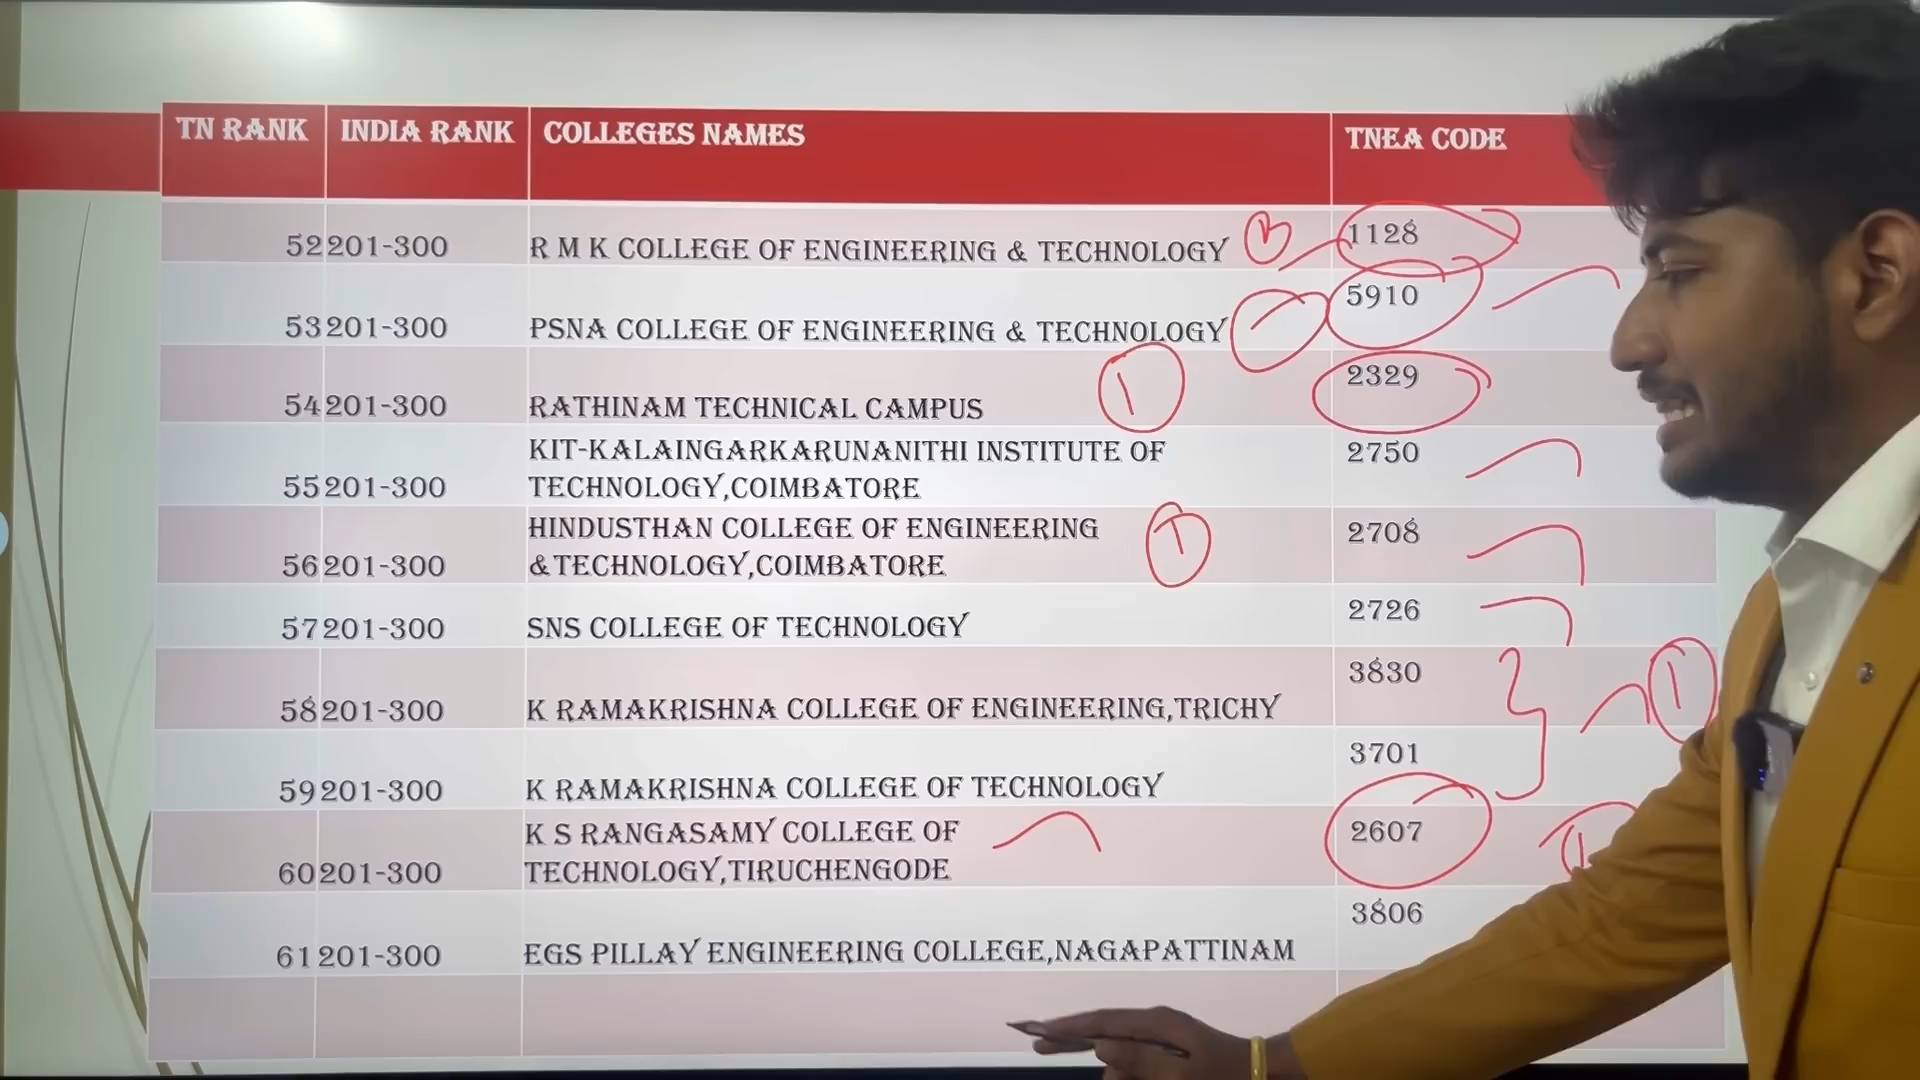 TN RANK INDIA RANK COLLEGES NAMES TNEA CODE
52 201-300 R M K COLLEGE OF ENGINEERING & TECHNOLOGY 1128
53 201-300 PSNA COLLEGE OF ENGINEERING & TECHNOLOGY 5910
54 201-300 RATHINAM TECHNICAL CAMPUS 2329
KIT-KALAINGARKARUNANITHI INSTITUTE OF 2750
55 201-300 TECHNOLOGY,COIMBATORE
HINDUSTHAN COLLEGE OF ENGINEERING 2708
56 201-300 &TECHNOLOGY,COIMBATORE
57 201-300 SNS COLLEGE OF TECHNOLOGY 2726
58 201-300 K RAMAKRISHNA COLLEGE OF ENGINEERING,TRICHY 3830
59 201-300 K RAMAKRISHNA COLLEGE OF TECHNOLOGY 3701
K S RANGASAMY COLLEGE OF 2607
60 201-300 TECHNOLOGY,TIRUCHENGODE
61 201-300 EGS PILLAY ENGINEERING COLLEGE,NAGAPATTINAM 3806